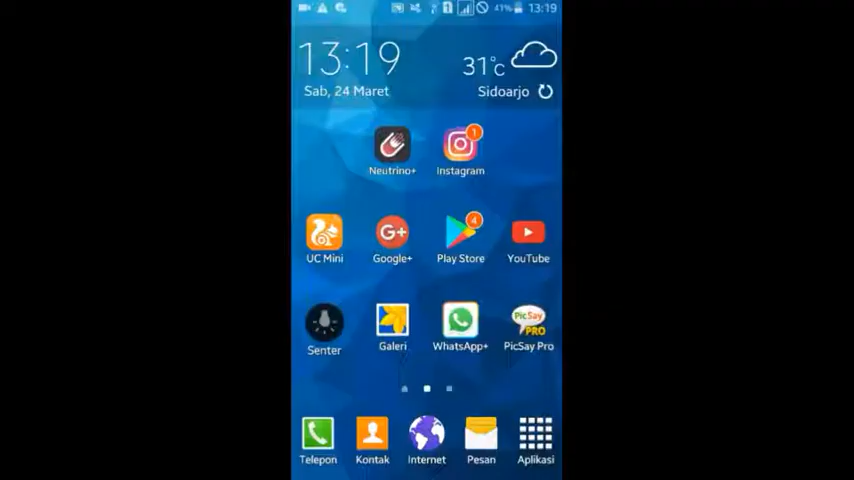 41% 13:19
13:19
31°c
Sab, 24 Maret
Sidoarjo
1
Neutrino+
Instagram
4
G+
UC Mini
Google+
Play Store
YouTube
PicSay
PRO
Senter
Galeri
WhatsApp+
PicSay Pro
Telepon
Kontak
Internet
Pesan
Aplikasi